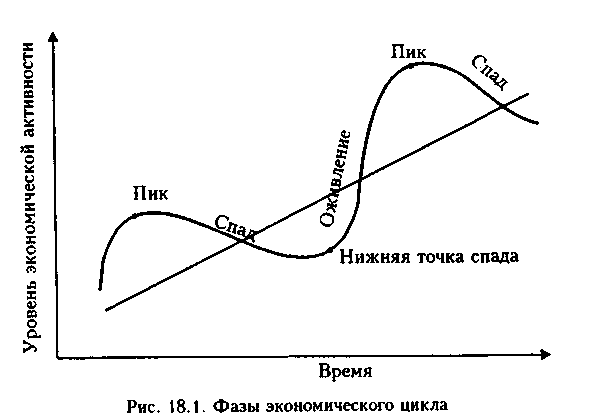 Пик
Спад
Уровень экономической активности
Оживление
Пик
Спад
Нижняя точка спада
Время
Рис. 18.1. Фазы экономического цикла